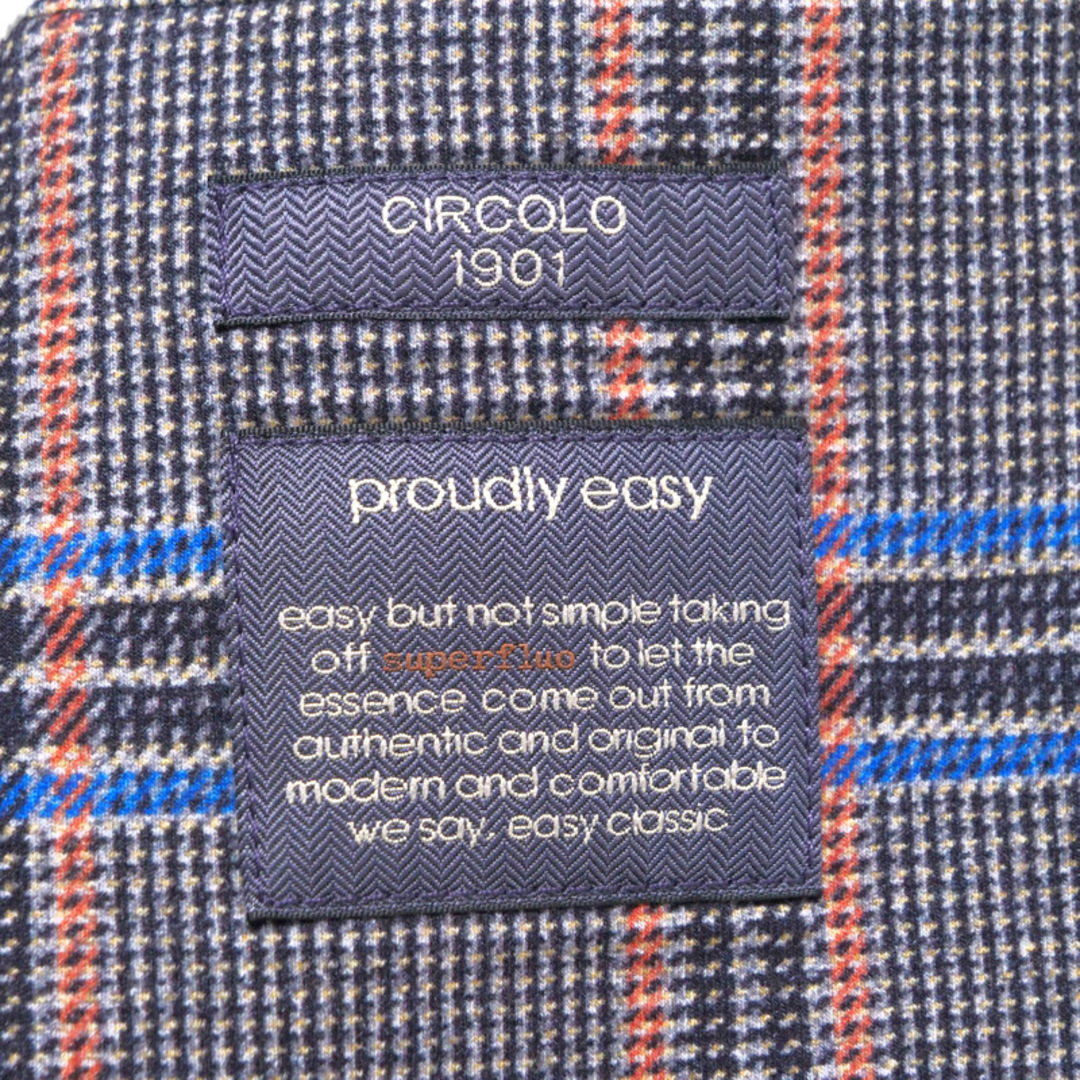 CIRCOLO
1901
proudly easy
easy but not simple taking
off superfluo to let the
essence come out from
authentic and original to
modern and comfortable
we say, easy classic